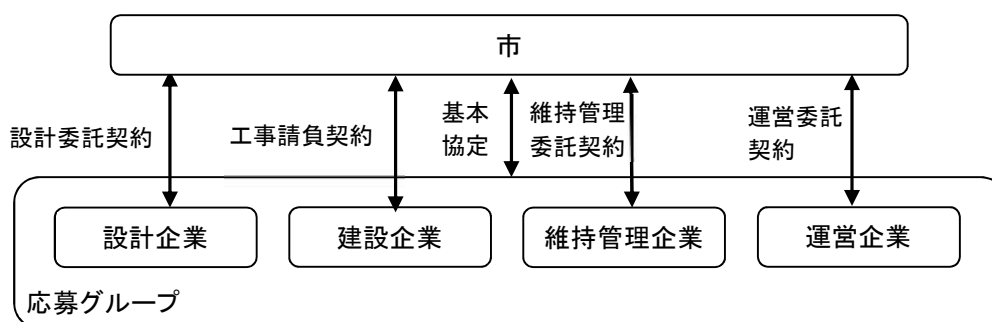 市
設計委託契約
工事請負契約
基本
協定
維持管理
委託契約
運営委託
契約
設計企業
建設企業
維持管理企業
運営企業
応募グループ